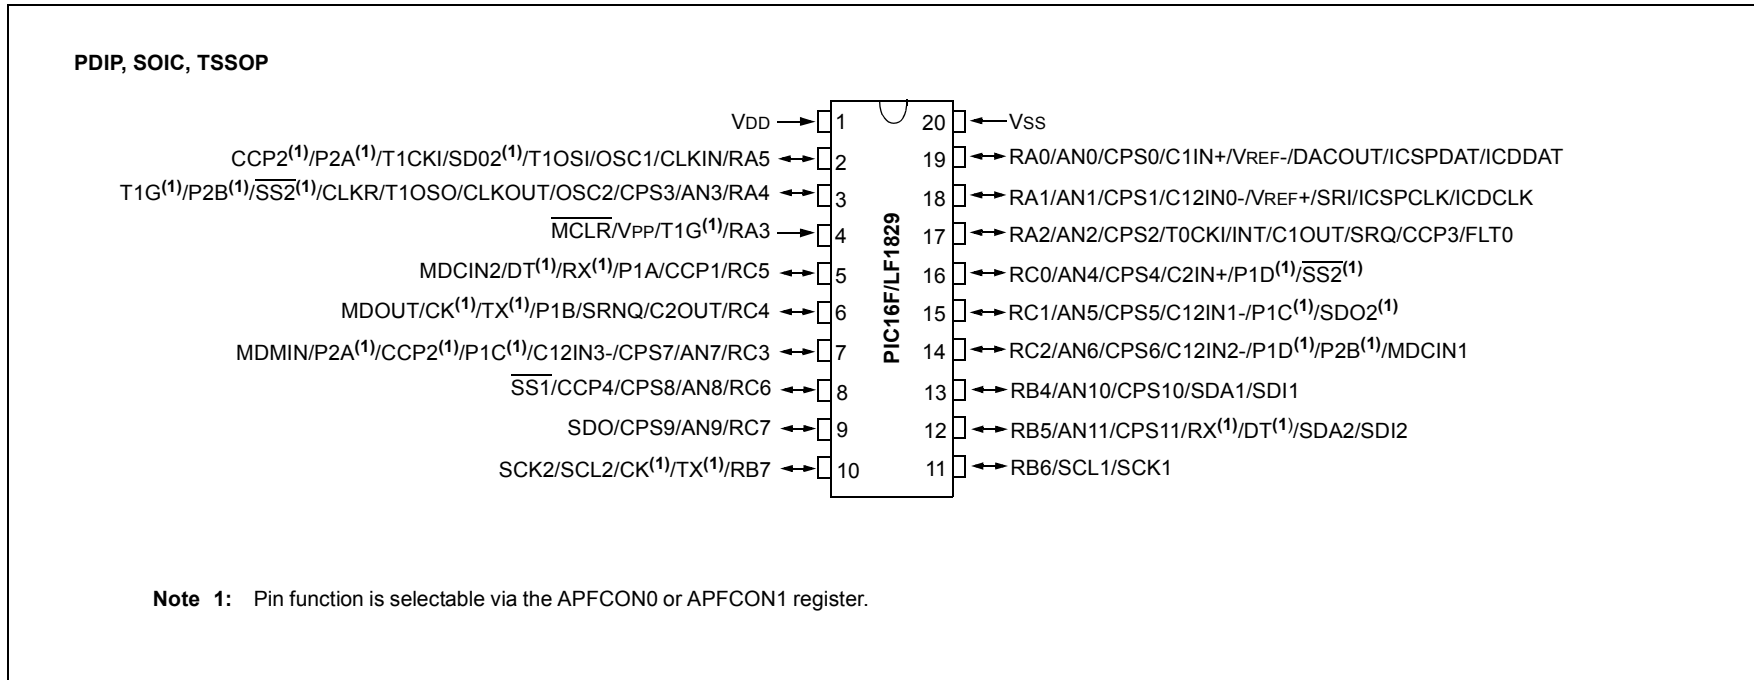 PDIP, SOIC, TSSOP
VDD 1 20 VSS
CCP2(1)/P2A(1)/T1CKI/SD02(1)/T1OSI/OSC1/CLKIN/RA5 2 19 RA0/AN0/CPS0/C1IN+/VREF-/DACOUT/ICSPDAT/ICDDAT
T1G(1)/P2B(1)/SS2(1)/CLKR/T1OSO/CLKOUT/OSC2/CPS3/AN3/RA4 3 18 RA1/AN1/CPS1/C12IN0-/VREF+/SRI/ICSPCLK/ICDCLK
MCLR/VPP/T1G(1)/RA3 4 17 RA2/AN2/CPS2/T0CKI/INT/C1OUT/SRQ/CCP3/FLT0
MDCIN2/DT(1)/RX(1)/P1A/CCP1/RC5 5 16 RC0/AN4/CPS4/C2IN+/P1D(1)/SS2(1)
MDOUT/CK(1)/TX(1)/P1B/SRNQ/C2OUT/RC4 6 15 RC1/AN5/CPS5/C12IN1-/P1C(1)/SDO2(1)
MDMIN/P2A(1)/CCP2(1)/P1C(1)/C12IN3-/CPS7/AN7/RC3 7 14 RC2/AN6/CPS6/C12IN2-/P1D(1)/P2B(1)/MDCIN1
SS1/CCP4/CPS8/AN8/RC6 8 13 RB4/AN10/CPS10/SDA1/SDI1
SDO/CPS9/AN9/RC7 9 12 RB5/AN11/CPS11/RX(1)/DT(1)/SDA2/SDI2
SCK2/SCL2/CK(1)/TX(1)/RB7 10 11 RB6/SCL1/SCK1
PIC16F/LF1829
Note 1: Pin function is selectable via the APFCON0 or APFCON1 register.